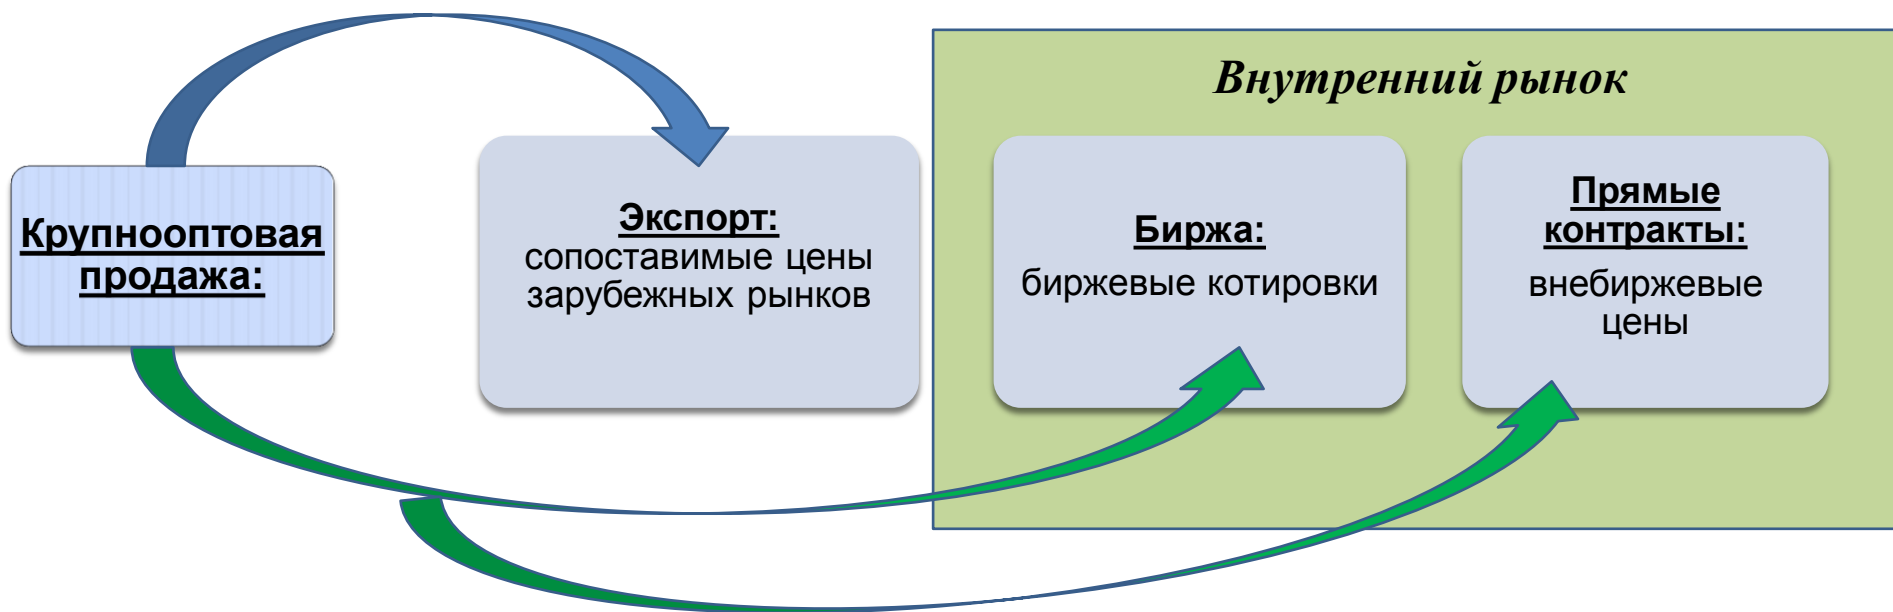 Внутренний рынок
Крупнооптовая
продажа:
Экспорт:
сопоставимые цены
зарубежных рынков
Биржа:
биржевые котировки
Прямые
контракты:
внебиржевые
цены